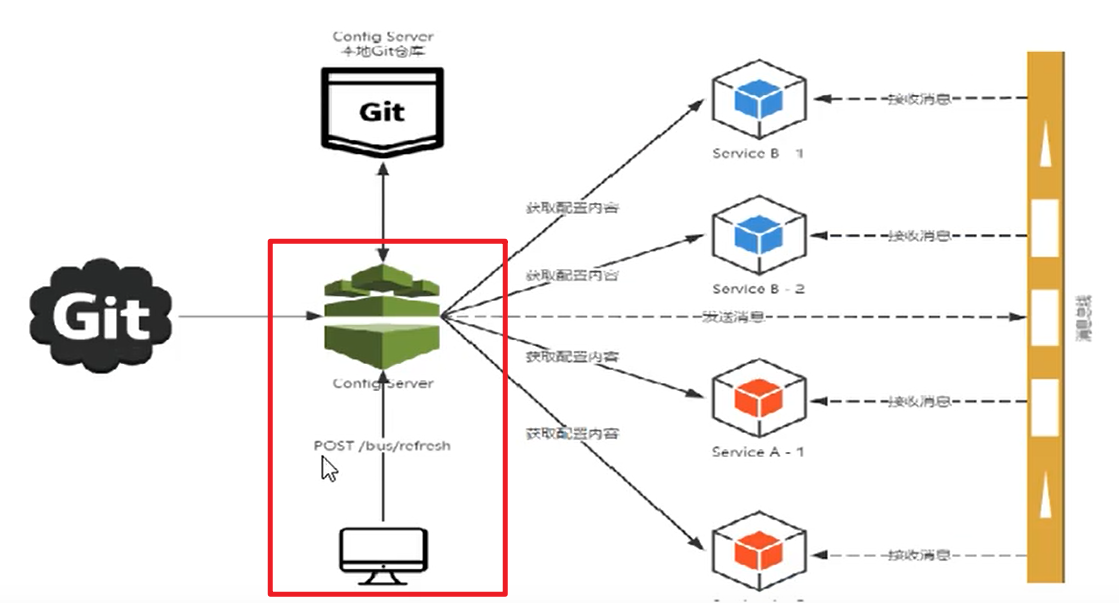 Config Server
本地Git仓库
Git
Git
Config Server
POST /bus/refresh
获取配置内容
获取配置内容
发送消息
获取配置内容
获取配置内容
Service B - 1
Service B - 2
Service A - 1
接收消息
接收消息
接收消息
接收消息
消息总线